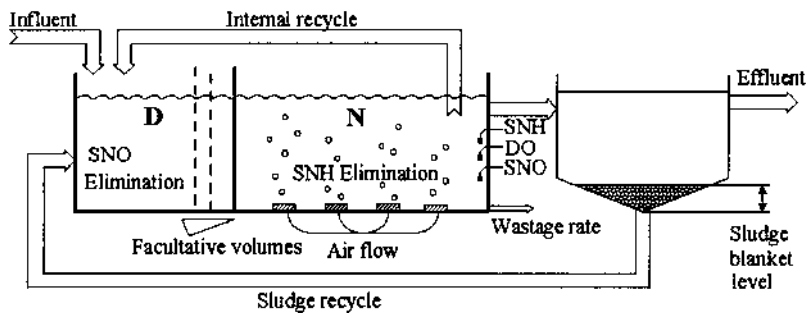 Influent
Internal recycle
Effluent
D
N
SNO
Elimination
SNH Elimination
SNH
DO
SNO
Facultative volumes
Air flow
Wastage rate
Sludge
blanket
level
Sludge recycle